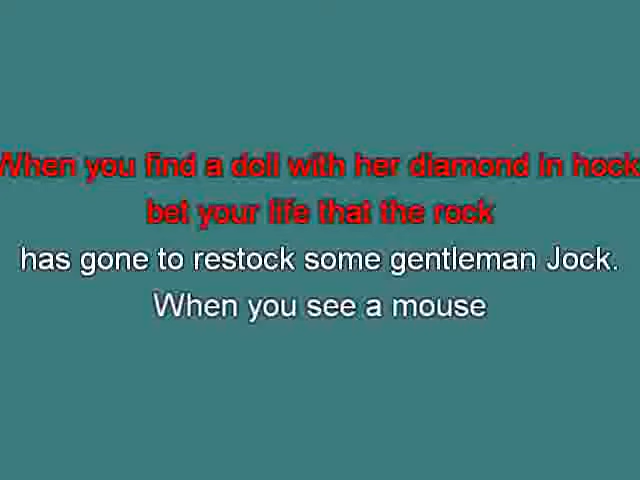 When you find a doll with her diamond in hock
bet your life that the rock
has gone to restock some gentleman Jock.
When you see a mouse